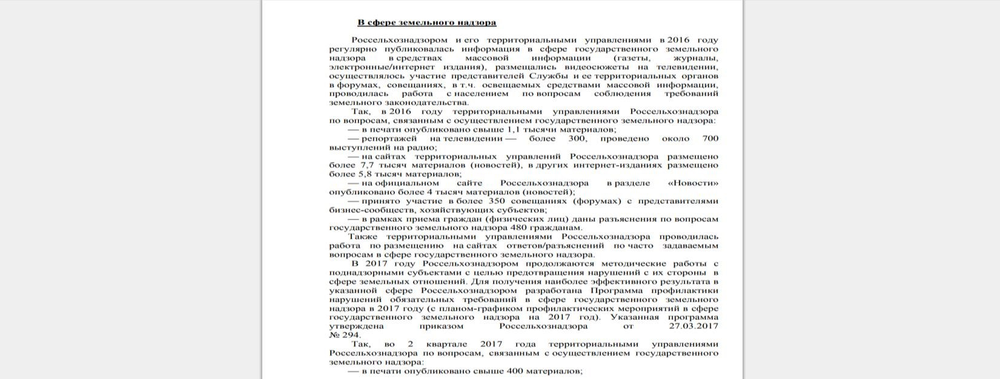 В сфере земельного надзора
Россельхознадзором и его территориальными управлениями в 2016 году
регулярно публиковалась информация в сфере государственного земельного
надзора в средствах массовой информации (газеты, журналы,
электронные/интернет издания), размещались видеосюжеты на телевидении,
осуществлялось участие представителей Службы и ее территориальных органов
в форумах, совещаниях, в т.ч. освещаемых средствами массовой информации,
проводилась работа с населением по вопросам соблюдения требований
земельного законодательства.
Так, в 2016 году территориальными управлениями Россельхознадзора
по вопросам, связанным с осуществлением государственного земельного надзора:
— в печати опубликовано свыше 1,1 тысячи материалов;
— репортажей на телевидении — более 300, проведено около 700
выступлений на радио;
— на сайтах территориальных управлений Россельхознадзора размещено
более 7,7 тысяч материалов (новостей), в других интернет-изданиях размещено
более 5,8 тысяч материалов;
— на официальном сайте Россельхознадзора в разделе «Новости»
опубликовано более 4 тысяч материалов (новостей);
— принято участие в более 350 совещаниях (форумах) с представителями
бизнес-сообществ, хозяйствующих субъектов;
— в рамках приема граждан (физических лиц) даны разъяснения по вопросам
государственного земельного надзора 480 гражданам.
Также территориальными управлениями Россельхознадзора проводилась
работа по размещению на сайтах ответов/разъяснений по часто задаваемым
вопросам в сфере государственного земельного надзора.
В 2017 году Россельхознадзором продолжаются методические работы с
поднадзорными субъектами с целью предотвращения нарушений с их стороны в
сфере земельных отношений. Для получения наиболее эффективного результата в
указанной сфере Россельхознадзором разработана Программа профилактики
нарушений обязательных требований в сфере государственного земельного
надзора в 2017 году (с планом-графиком профилактических мероприятий в сфере
государственного земельного надзора на 2017 год). Указанная программа
утверждена приказом Россельхознадзора от 27.03.2017
№ 294.
Так, во 2 квартале 2017 года территориальными управлениями
Россельхознадзора по вопросам, связанным с осуществлением государственного
земельного надзора:
— в печати опубликовано свыше 400 материалов;